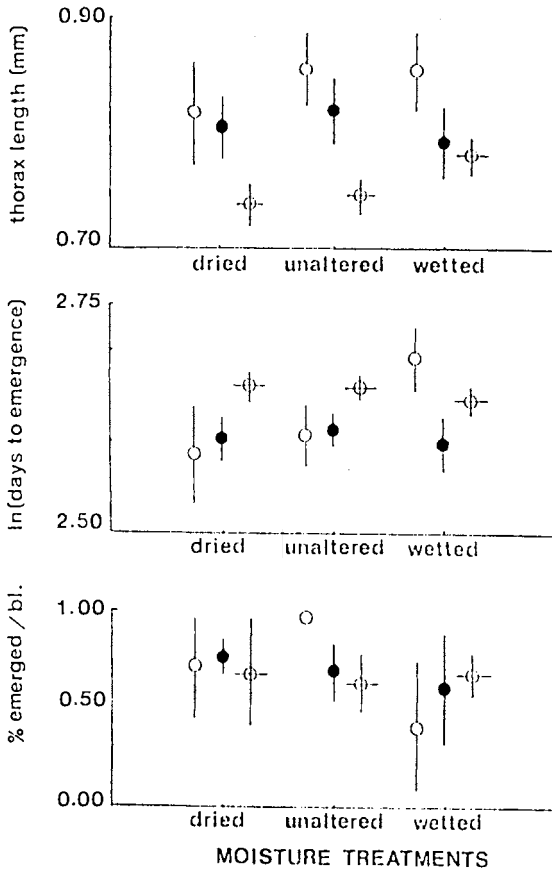 thorax length (mm)
0.90
0.70
dried unaltered wetted
ln(days to emergence)
2.75
2.50
dried unaltered wetted
% emerged / bl.
1.00
0.50
0.00
dried unaltered wetted
MOISTURE TREATMENTS